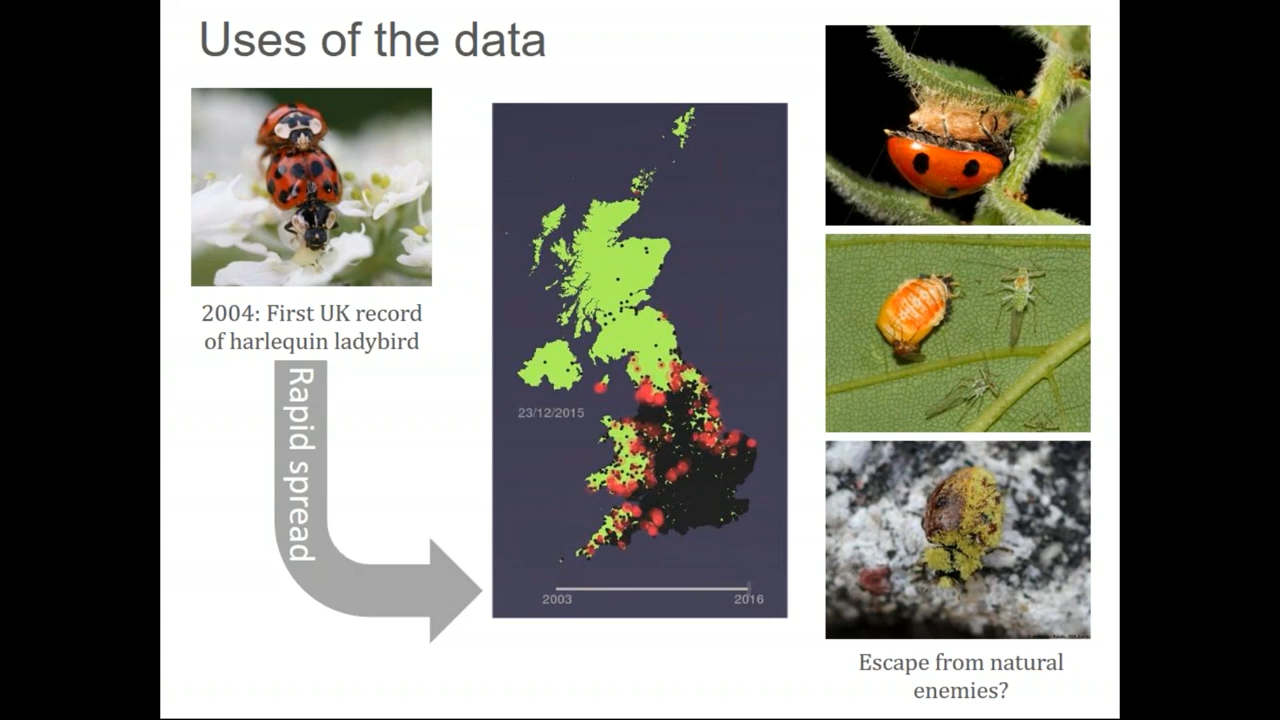 Uses of the data
2004: First UK record
of harlequin ladybird
Rapid spread
23/12/2015
2003
2016
Escape from natural
enemies?